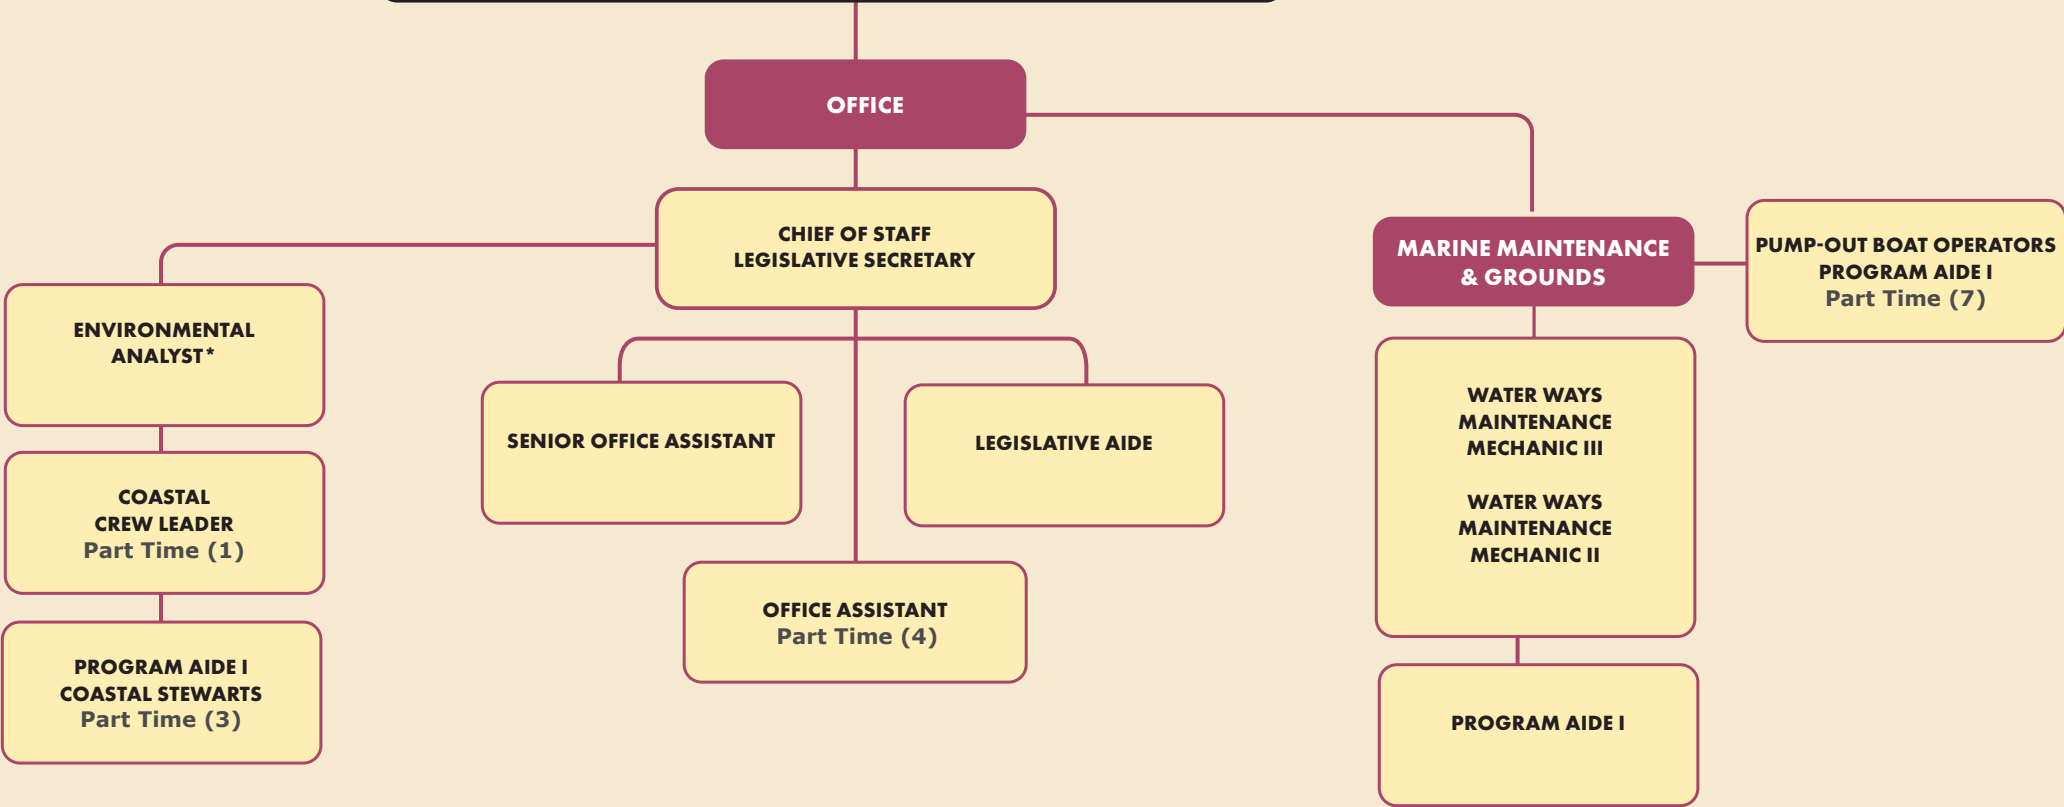 OFFICE
CHIEF OF STAFF
LEGISLATIVE SECRETARY
MARINE MAINTENANCE
& GROUNDS
PUMP-OUT BOAT OPERATORS
PROGRAM AIDE I
Part Time (7)
ENVIRONMENTAL
ANALYST*
SENIOR OFFICE ASSISTANT
LEGISLATIVE AIDE
WATER WAYS
MAINTENANCE
MECHANIC III
WATER WAYS
MAINTENANCE
MECHANIC II
COASTAL
CREW LEADER
Part Time (1)
OFFICE ASSISTANT
Part Time (4)
PROGRAM AIDE I
COASTAL STEWARTS
Part Time (3)
PROGRAM AIDE I